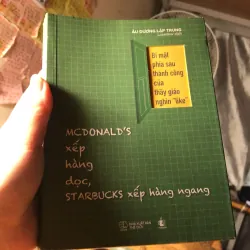 ÂU DƯƠNG LẬP TRUNG
Bí mật
phía sau
thành công
của
thầy giáo
nghìn "like"
MCDONALD'S
xếp
hàng
dọc,
STARBUCKS xếp hàng ngang